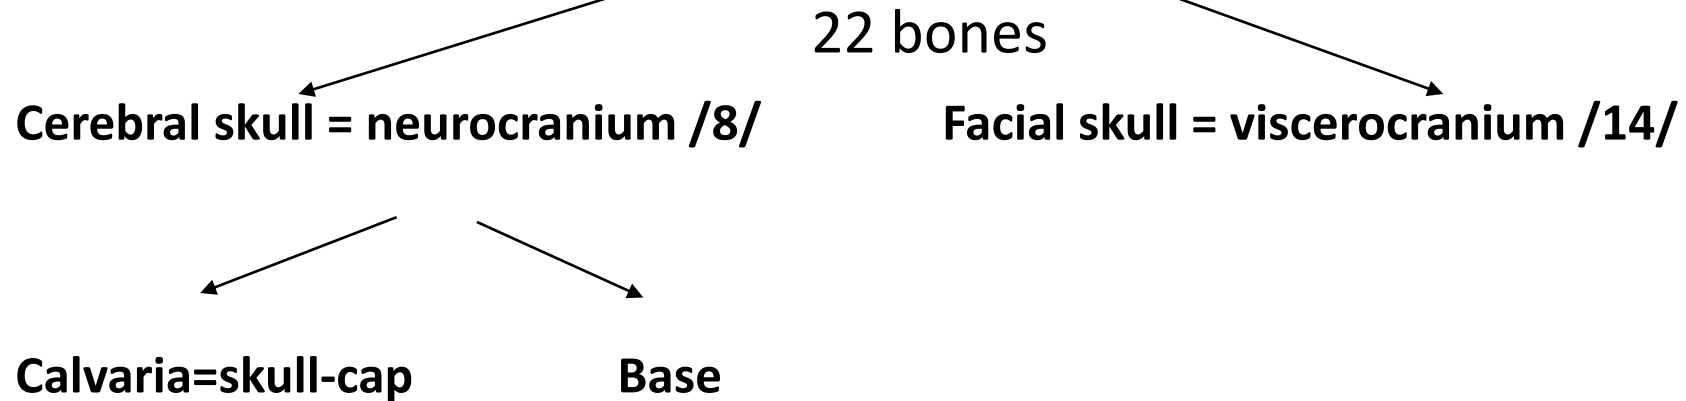 22 bones
Cerebral skull = neurocranium /8/ Facial skull = viscerocranium /14/
Calvaria=skull-cap Base